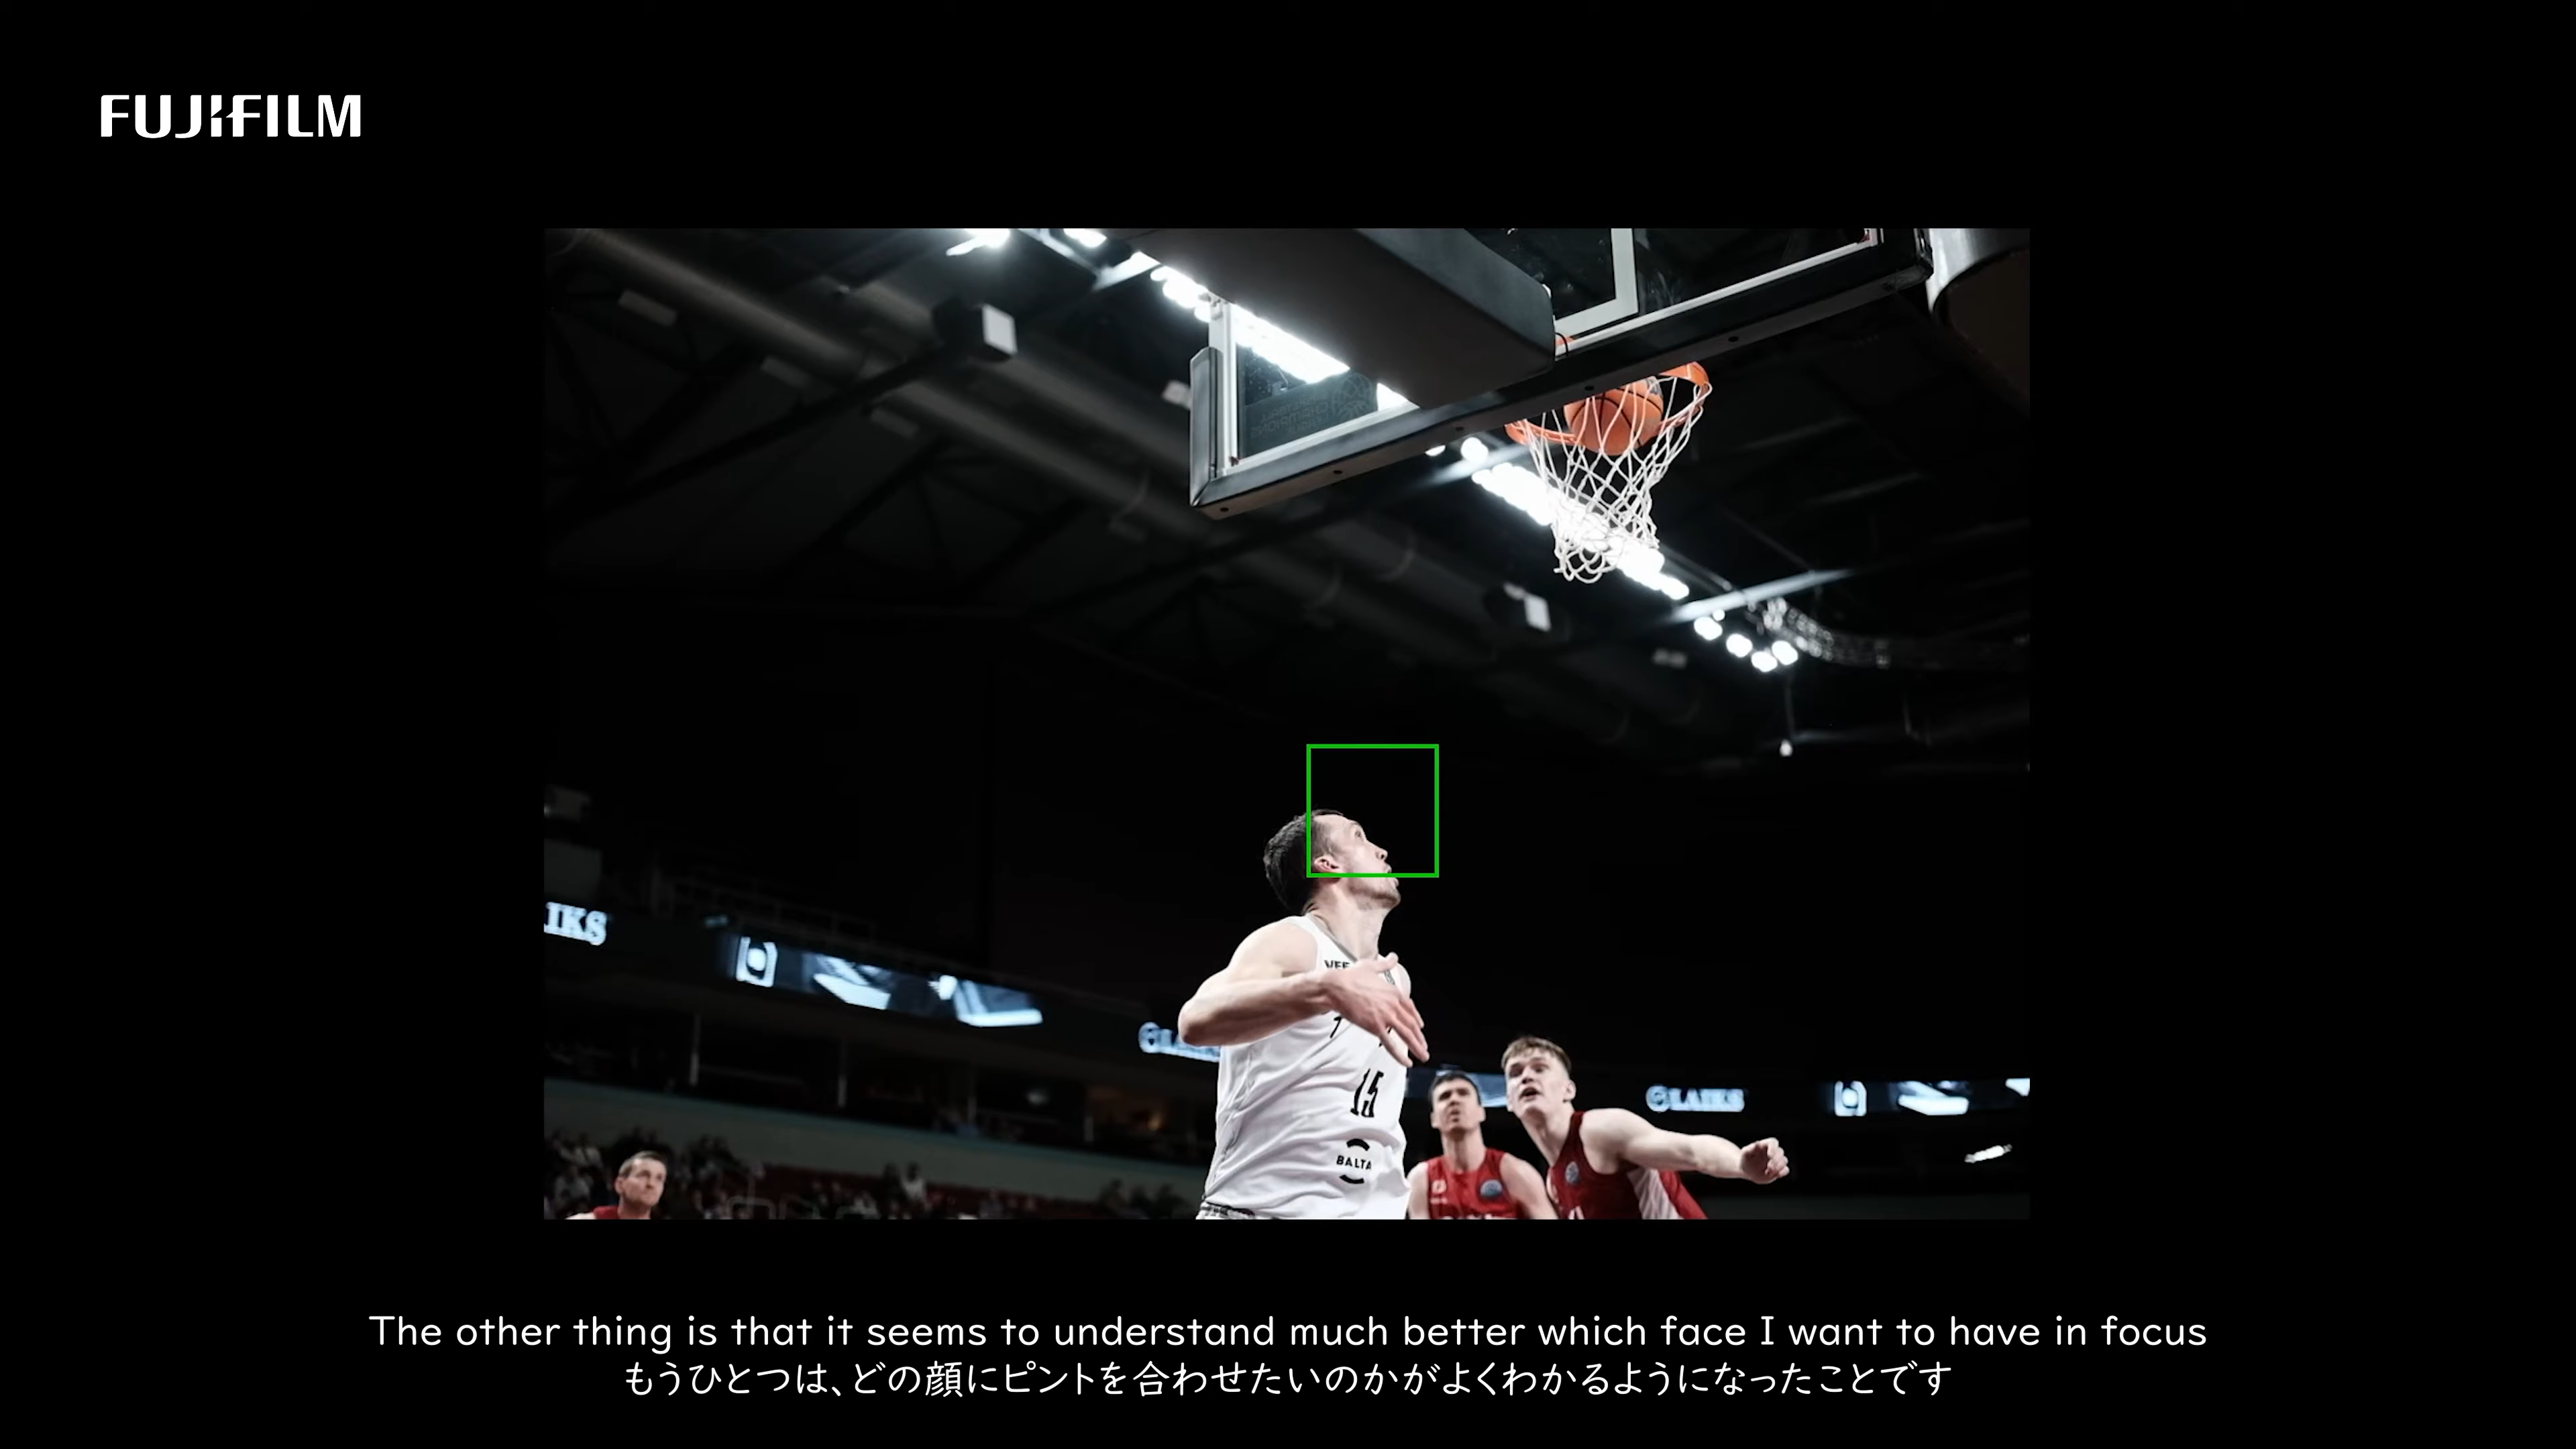 FUJIFILM
IKS
15
BALTA
LAIKS
The other thing is that it seems to understand much better which face I want to have in focus
もうひとつは、どの顔にピントを合わせたいのかがよくわかるようになったことです